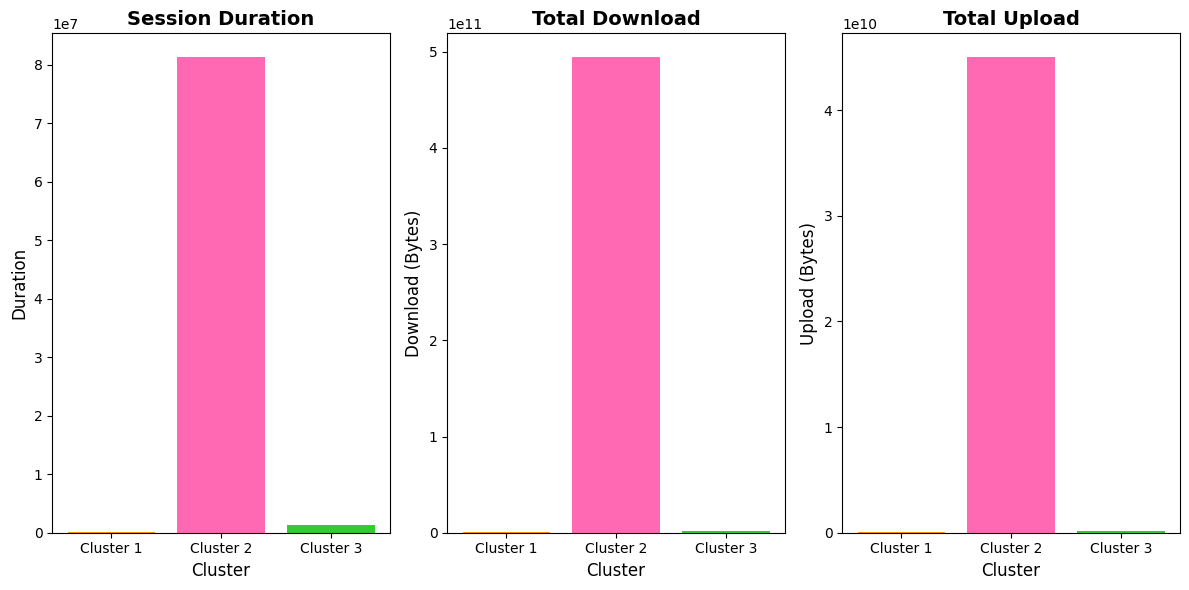 Session Duration
1e7
8
7
6
5
4
3
2
1
0
Duration
Cluster 1 Cluster 2 Cluster 3
Cluster
Total Download
1e11
5
4
3
2
1
0
Download (Bytes)
Cluster 1 Cluster 2 Cluster 3
Cluster
Total Upload
1e10
4
3
2
1
0
Upload (Bytes)
Cluster 1 Cluster 2 Cluster 3
Cluster